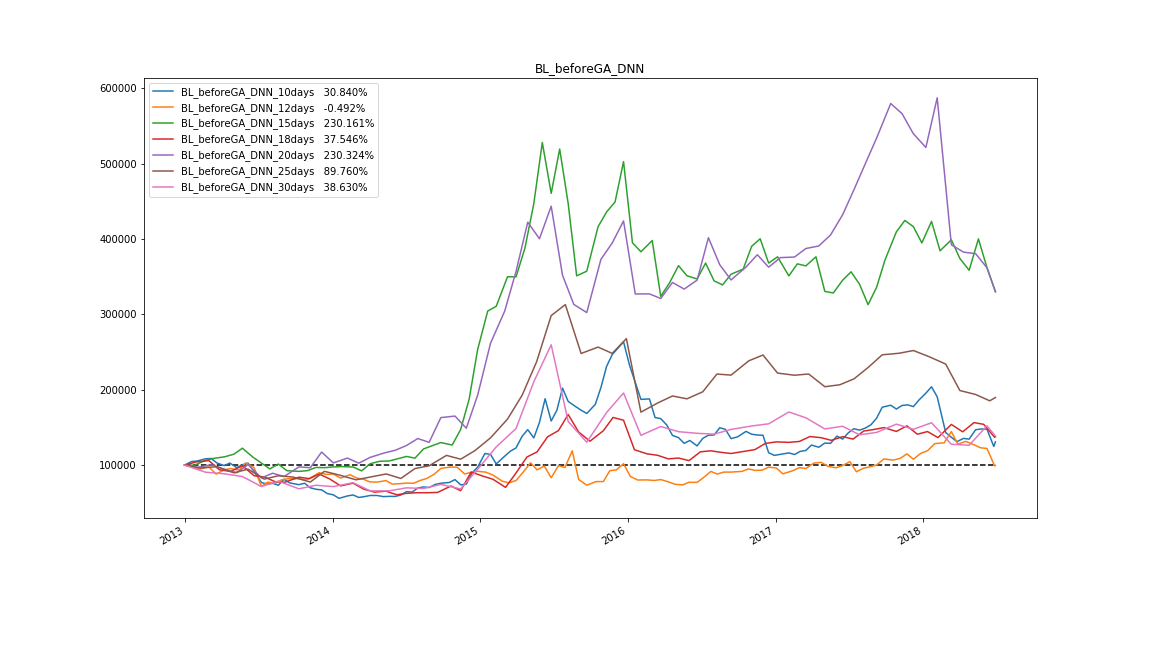 BL_beforeGA_DNN
600000
500000
400000
300000
200000
100000
BL_beforeGA_DNN_10days 30.840%
BL_beforeGA_DNN_12days -0.492%
BL_beforeGA_DNN_15days 230.161%
BL_beforeGA_DNN_18days 37.546%
BL_beforeGA_DNN_20days 230.324%
BL_beforeGA_DNN_25days 89.760%
BL_beforeGA_DNN_30days 38.630%
2013
2014
2015
2016
2017
2018